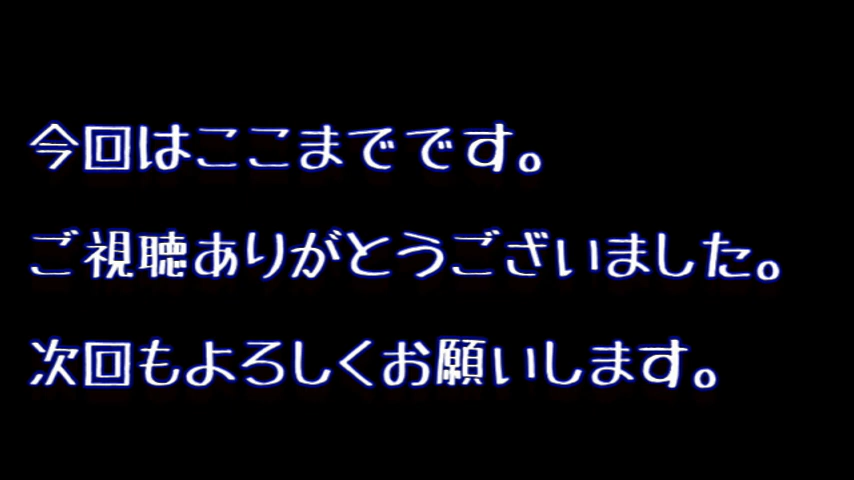 今回はここまでです。
ご視聴ありがとうございました。
次回もよろしくお願いします。